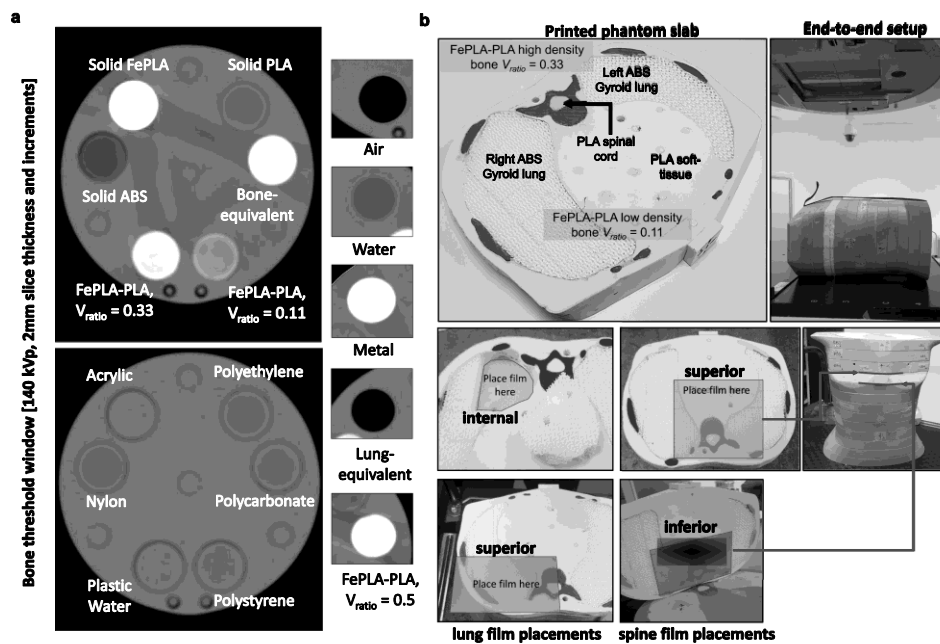 a
Bone threshold window [140 kVp, 2mm slice thickness and increments]
Solid FePLA
Solid PLA
Solid ABS
Bone-
equivalent
FePLA-PLA,
Vratio = 0.33
FePLA-PLA,
Vratio = 0.11
Acrylic
Polyethylene
Nylon
Polycarbonate
Plastic
Water
Polystyrene
Air
Water
Metal
Lung-
equivalent
FePLA-PLA,
Vratio = 0.5
b
Printed phantom slab
End-to-end setup
FePLA-PLA high density
bone Vratio = 0.33
Left ABS
Gyroid lung
PLA spinal
cord
Right ABS
Gyroid lung
PLA soft-
tissue
FePLA-PLA low density
bone Vratio = 0.11
Place film
here
internal
superior
Place film here
superior
Place film here
inferior
lung film placements
spine film placements